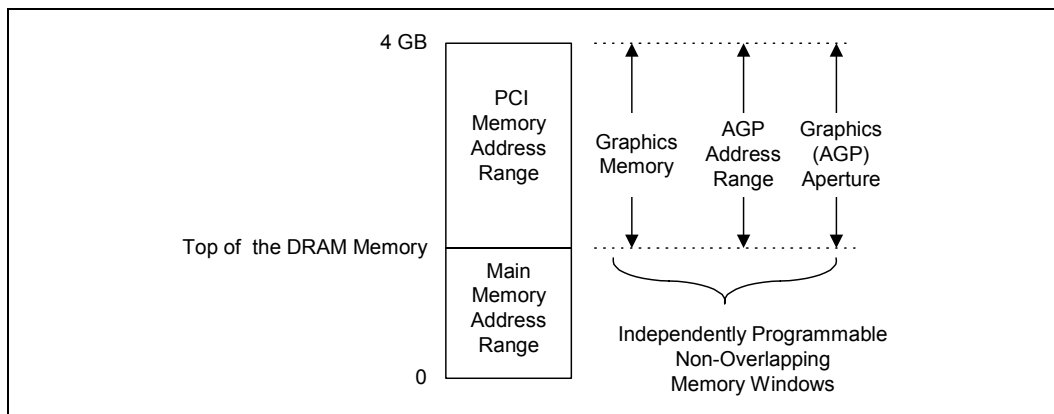 4 GB
PCI
Memory
Address
Range
Graphics
Memory
AGP
Address
Range
Graphics
(AGP)
Aperture
Top of the DRAM Memory
Main
Memory
Address
Range
0
Independently Programmable
Non-Overlapping
Memory Windows